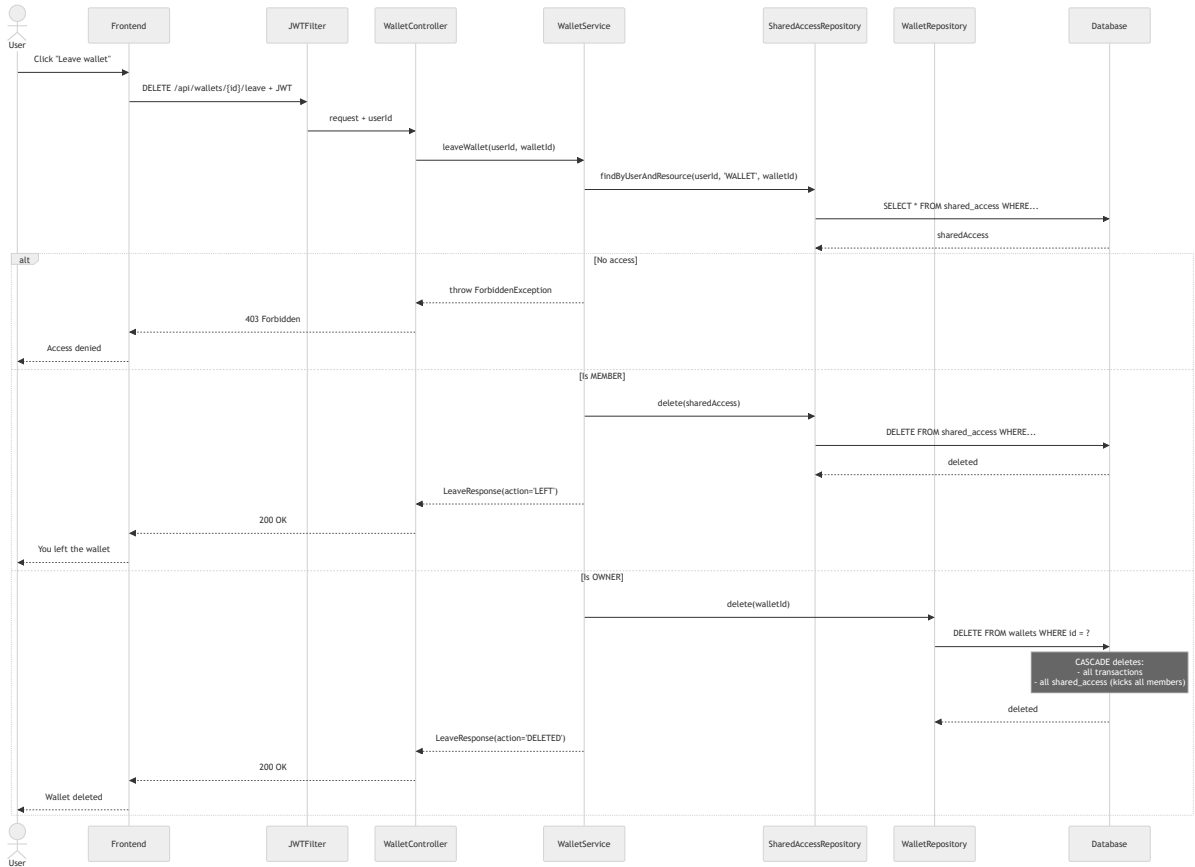 User
Frontend
JWTFilter
WalletController
WalletService
SharedAccessRepository
WalletRepository
Database
Click "Leave wallet"
DELETE /api/wallets/{id}/leave + JWT
request + userId
leaveWallet(userId, walletId)
findByUserAndResource(userId, 'WALLET', walletId)
SELECT * FROM shared_access WHERE...
sharedAccess
alt
[No access]
throw ForbiddenException
403 Forbidden
Access denied
[Is MEMBER]
delete(sharedAccess)
DELETE FROM shared_access WHERE...
deleted
LeaveResponse(action='LEFT')
200 OK
You left the wallet
[Is OWNER]
delete(walletId)
DELETE FROM wallets WHERE id = ?
CASCADE deletes:
- all transactions
- all shared_access (kicks all members)
deleted
LeaveResponse(action='DELETED')
200 OK
Wallet deleted
User
Frontend
JWTFilter
WalletController
WalletService
SharedAccessRepository
WalletRepository
Database